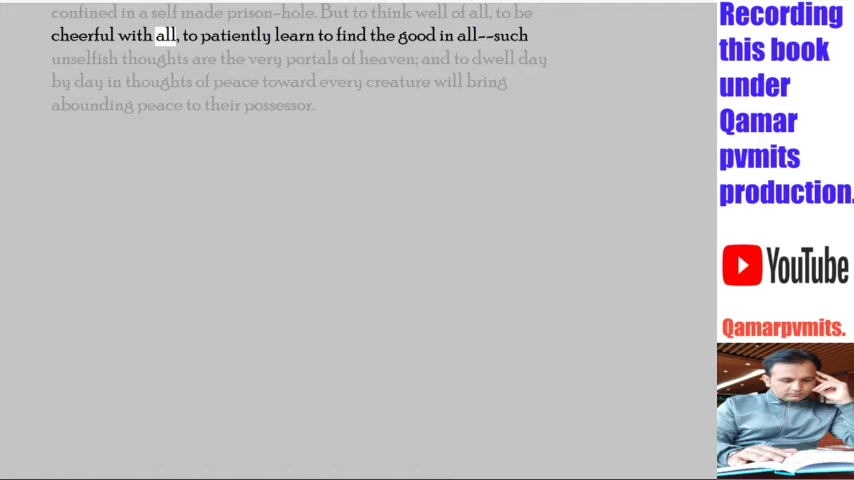 confined in a self made prison-hole. But to think well of all, to be
cheerful with all, to patiently learn to find the good in all--such
unselfish thoughts are the very portals of heaven; and to dwell day
by day in thoughts of peace toward every creature will bring
abounding peace to their possessor.
Recording
this book
under
Qamar
pvmits
production.
YouTube
Qamarpvmits.